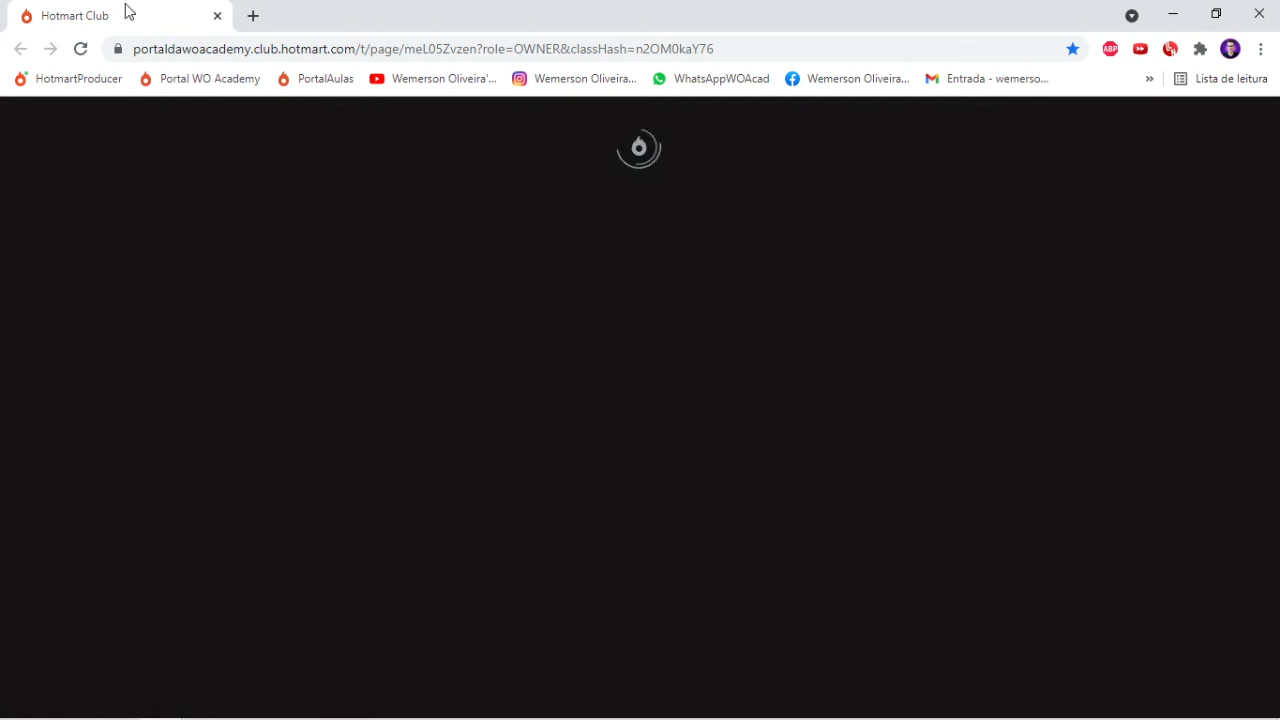 Hotmart Club
portaldawoacademy.club.hotmart.com/t/page/meL05Zvzen?role=OWNER&classHash=n2OM0kaY76
ABP
HotmartProducer Portal WO Academy PortalAulas Wemerson Oliveira'... Wemerson Oliveira... WhatsAppWOAcad Wemerson Oliveira... Entrada - wemerso... » Lista de leitura